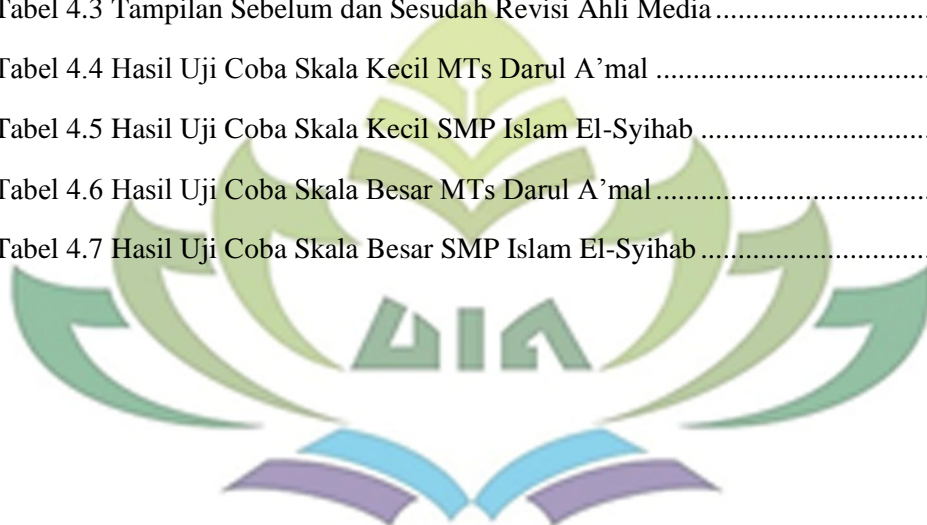 Tabel 4.3 Tampilan Sebelum dan Sesudah Revisi Ahli Media..............................
Tabel 4.4 Hasil Uji Coba Skala Kecil MTs Darul A’mal ....................................
Tabel 4.5 Hasil Uji Coba Skala Kecil SMP Islam El-Syihab ..............................
Tabel 4.6 Hasil Uji Coba Skala Besar MTs Darul A’mal....................................
Tabel 4.7 Hasil Uji Coba Skala Besar SMP Islam El-Syihab ..............................
UIN